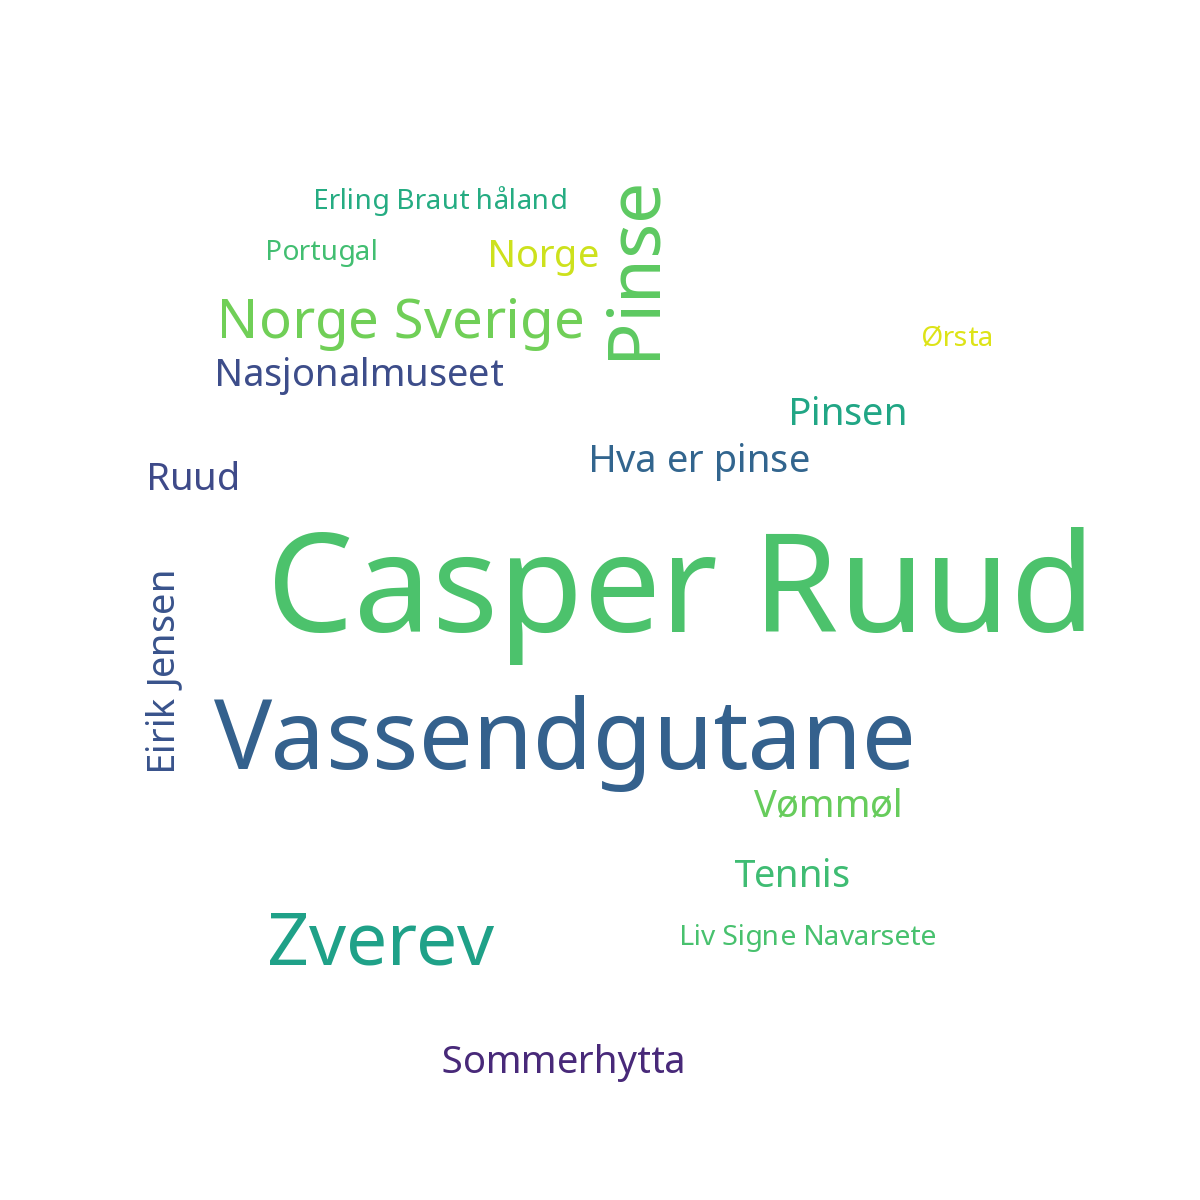 Erling Braut håland
Pinse
Portugal
Norge
Norge Sverige
Ørsta
Nasjonalmuseet
Pinsen
Hva er pinse
Ruud
Casper Ruud
Eirik Jensen
Vassendgutane
Vømmøl
Tennis
Zverev
Liv Signe Navarsete
Sommerhytta